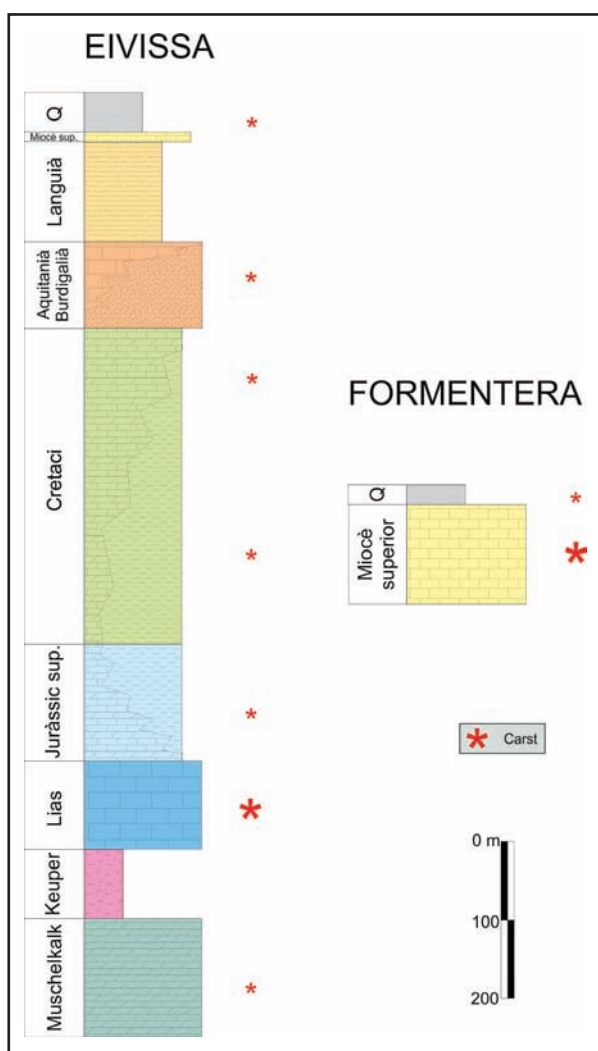 EIVISSA
Q
Miocè sup.
Languià
Aquitanià
Burdigalià
Cretaci
Juràssic sup.
Lias
Keuper
Muschelkalk
FORMENTERA
Q
Miocè
superior
Carst
0 m
100
200